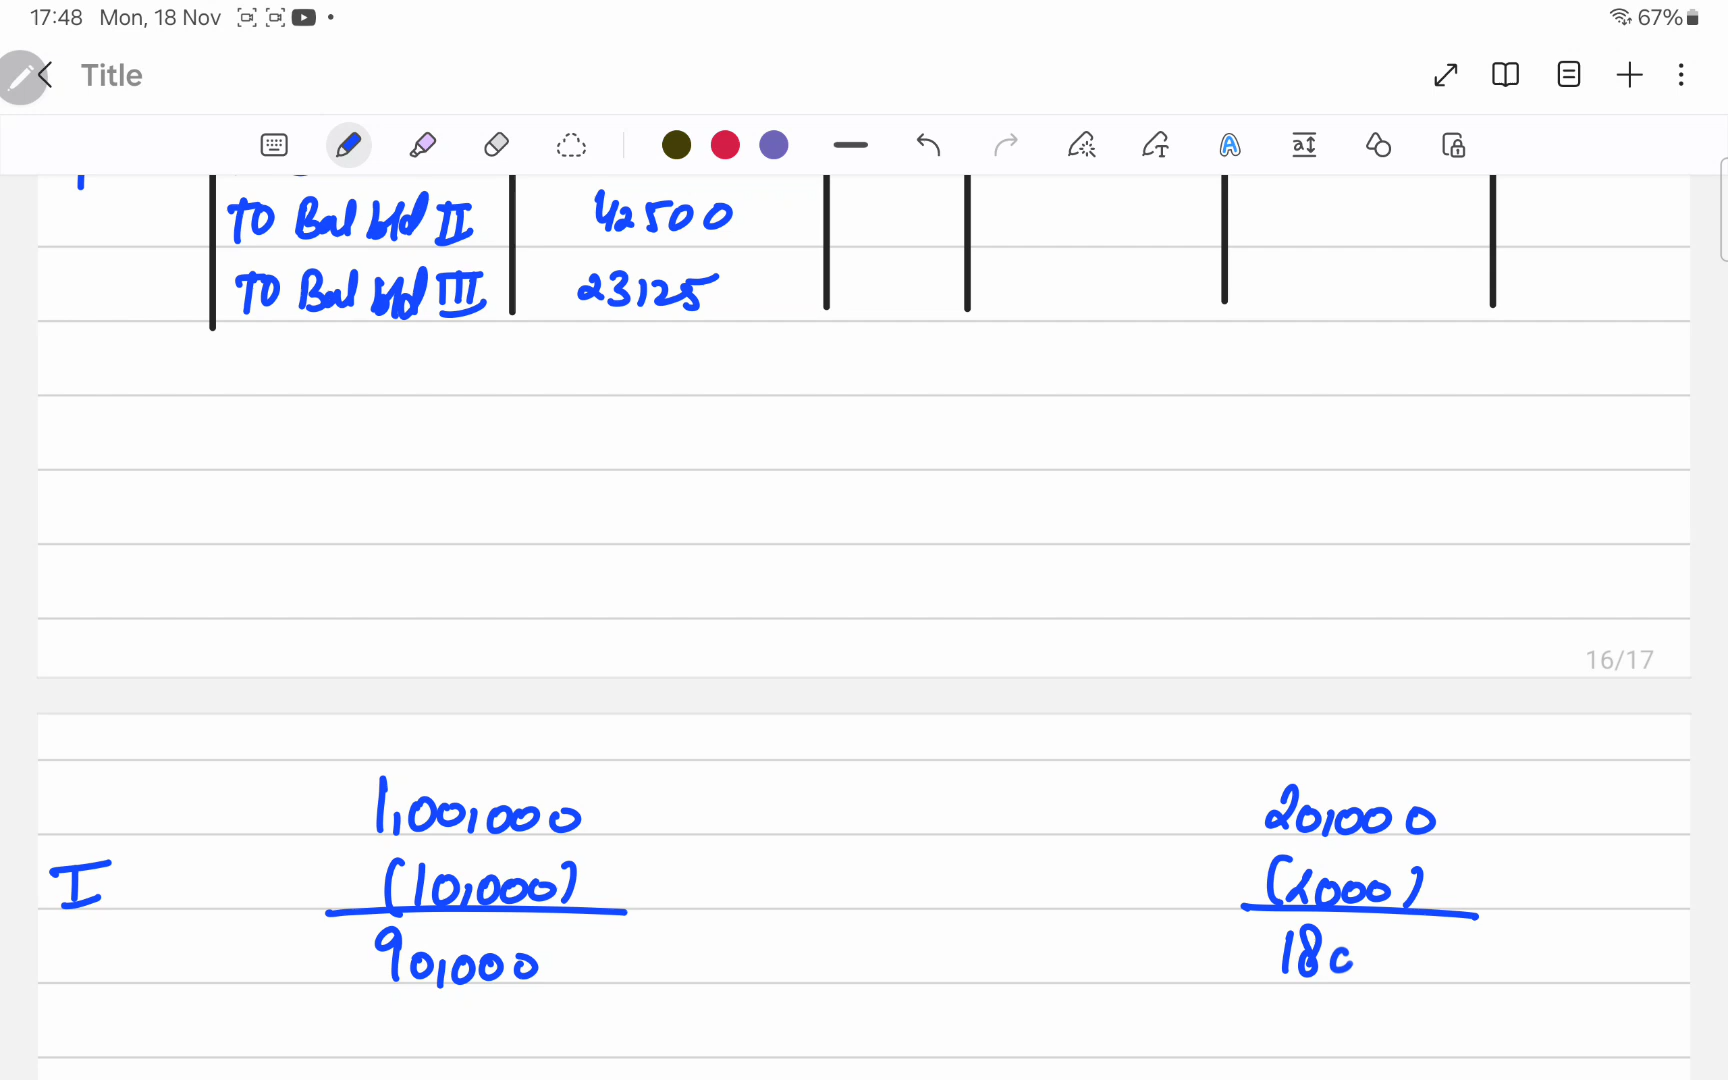 17:48 Mon, 18 Nov 67%
Title
To Bal b/d II 42500
To Bal b/d III 23125
16/17
1,00,000 20,000
I (10,000) (2000)
90,000 180